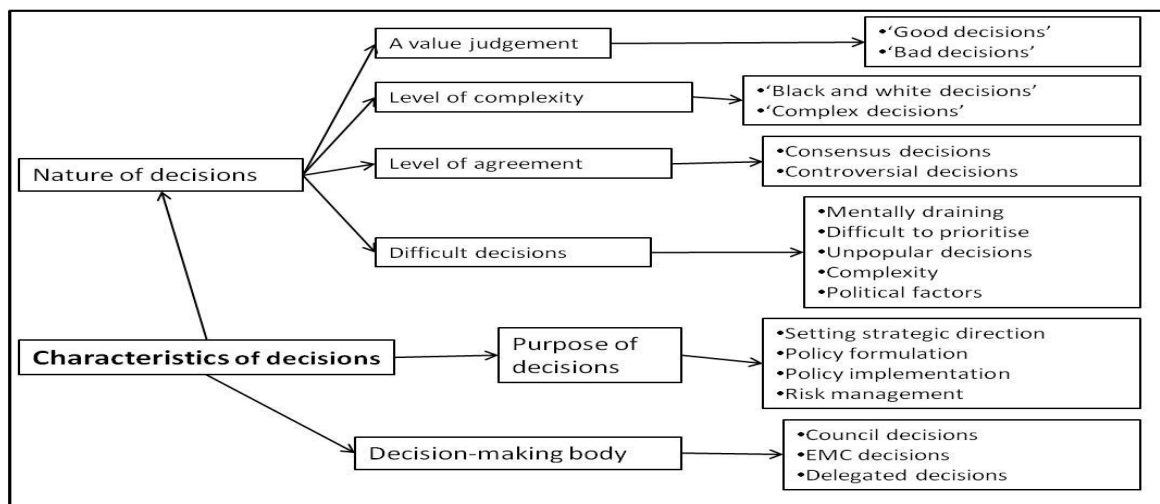 A value judgement
•‘Good decisions’
•‘Bad decisions’
Level of complexity
•‘Black and white decisions’
•‘Complex decisions’
Nature of decisions
Level of agreement
•Consensus decisions
•Controversial decisions
Difficult decisions
•Mentally draining
•Difficult to prioritise
•Unpopular decisions
•Complexity
•Political factors
Characteristics of decisions
Purpose of
decisions
•Setting strategic direction
•Policy formulation
•Policy implementation
•Risk management
Decision-making body
•Council decisions
•EMC decisions
•Delegated decisions